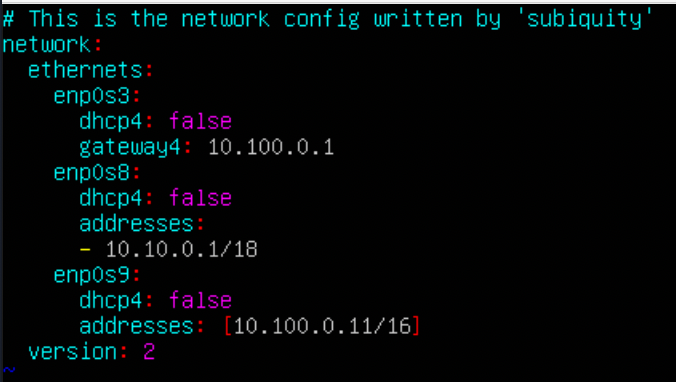 # This is the network config written by 'subiquity'
network:
  ethernets:
    enp0s3:
      dhcp4: false
      gateway4: 10.100.0.1
    enp0s8:
      dhcp4: false
      addresses:
      - 10.10.0.1/18
    enp0s9:
      dhcp4: false
      addresses: [10.100.0.11/16]
  version: 2
~